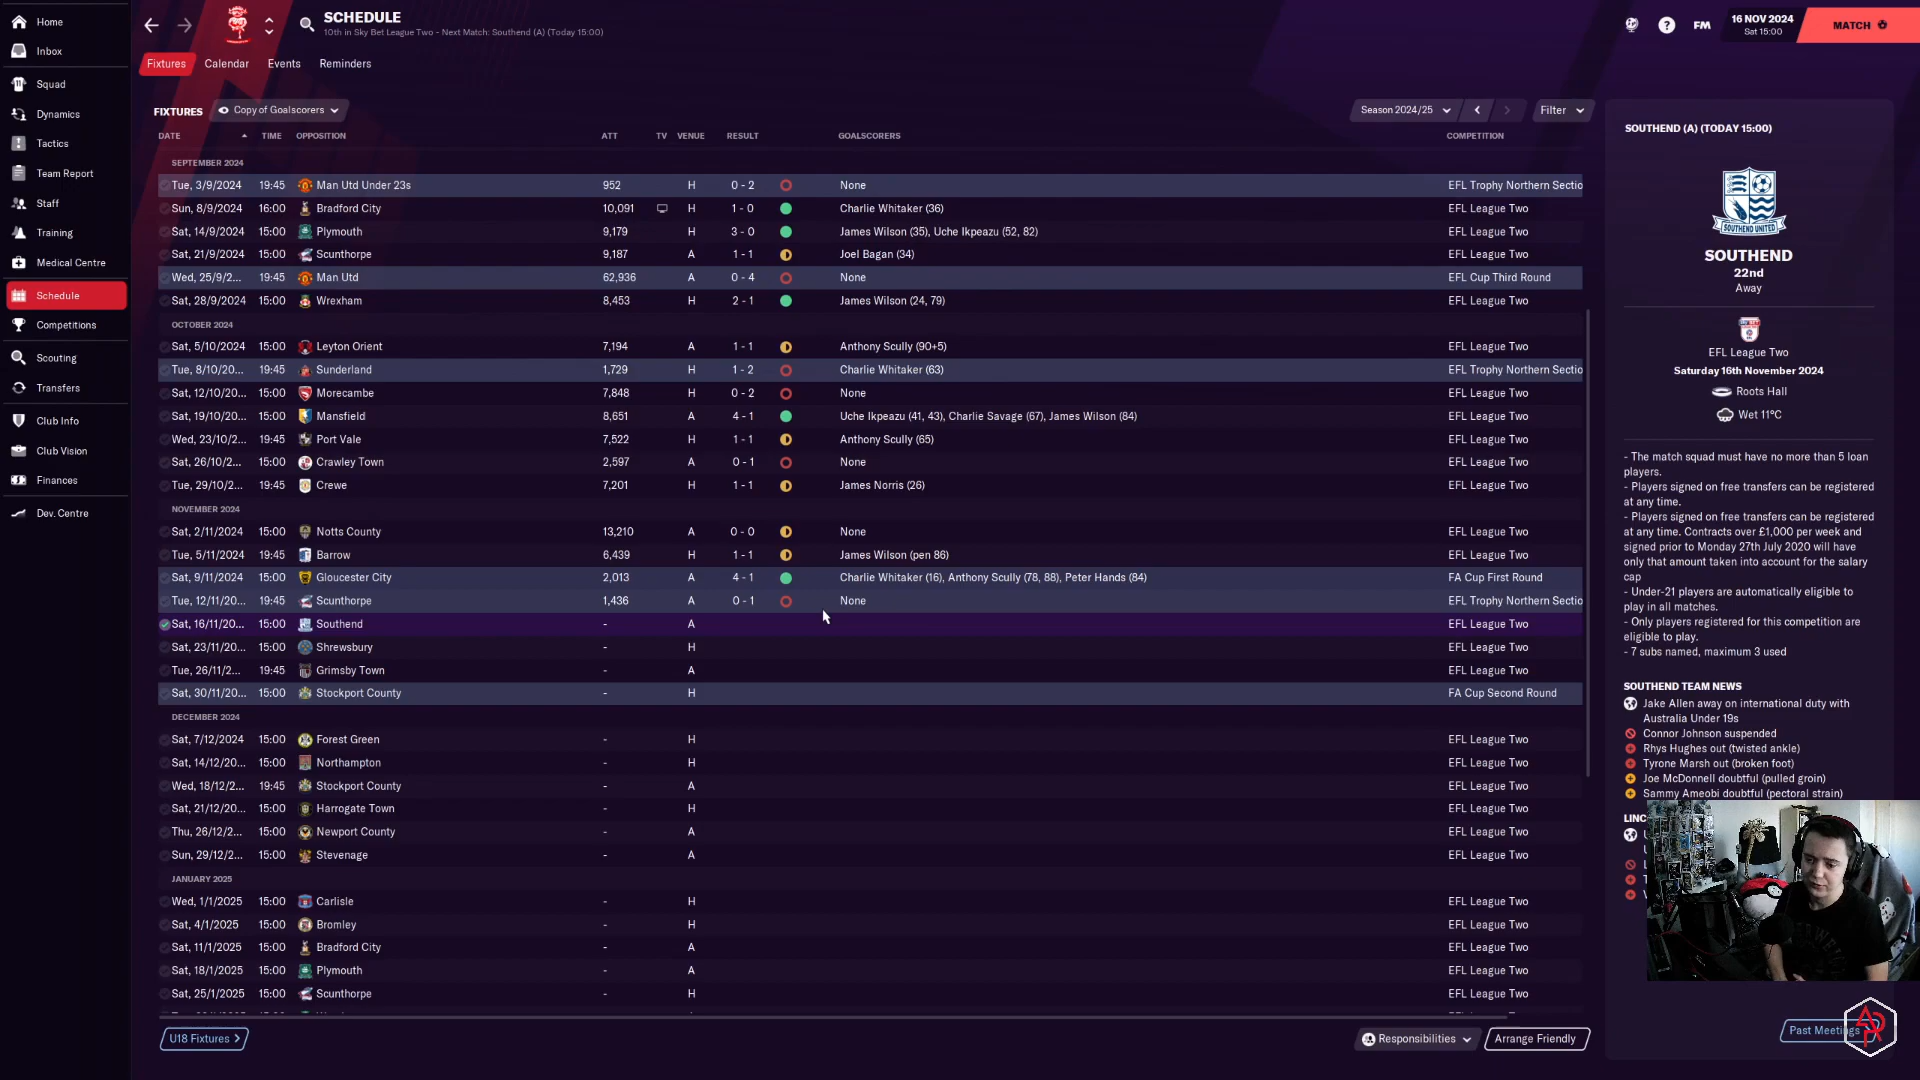 Home
Inbox
Squad
Dynamics
Tactics
Team Report
Staff
Training
Medical Centre
Schedule
Competitions
Scouting
Transfers
Club Info
Club Vision
Finances
Dev. Centre
SCHEDULE
10th in Sky Bet League Two - Next Match: Southend (A) (Today 15:00)
FM
16 NOV 2024
Sat 15:00
MATCH
Fixtures Calendar Events Reminders
FIXTURES Copy of Goalscorers Season 2024/25 Filter
DATE TIME OPPOSITION ATT TV VENUE RESULT GOALSCORERS COMPETITION
SEPTEMBER 2024
Tue, 3/9/2024 19:45 Man Utd Under 23s 952 H 0 - 2 None EFL Trophy Northern Sectio
Sun, 8/9/2024 16:00 Bradford City 10,091 H 1 - 0 Charlie Whitaker (36) EFL League Two
Sat, 14/9/2024 15:00 Plymouth 9,179 H 3 - 0 James Wilson (35), Uche Ikpeazu (52, 82) EFL League Two
Sat, 21/9/2024 15:00 Scunthorpe 9,187 A 1 - 1 Joel Bagan (34) EFL League Two
Wed, 25/9/2... 19:45 Man Utd 62,936 A 0 - 4 None EFL Cup Third Round
Sat, 28/9/2024 15:00 Wrexham 8,453 H 2 - 1 James Wilson (24, 79) EFL League Two
OCTOBER 2024
Sat, 5/10/2024 15:00 Leyton Orient 7,194 A 1 - 1 Anthony Scully (90+5) EFL League Two
Tue, 8/10/20... 19:45 Sunderland 1,729 H 1 - 2 Charlie Whitaker (63) EFL Trophy Northern Sectio
Sat, 12/10/20... 15:00 Morecambe 7,848 H 0 - 2 None EFL League Two
Sat, 19/10/20... 15:00 Mansfield 8,651 A 4 - 1 Uche Ikpeazu (41, 43), Charlie Savage (67), James Wilson (84) EFL League Two
Wed, 23/10/2... 19:45 Port Vale 7,522 H 1 - 1 Anthony Scully (65) EFL League Two
Sat, 26/10/2... 15:00 Crawley Town 2,597 A 0 - 1 None EFL League Two
Tue, 29/10/2... 19:45 Crewe 7,201 H 1 - 1 James Norris (26) EFL League Two
NOVEMBER 2024
Sat, 2/11/2024 15:00 Notts County 13,210 A 0 - 0 None EFL League Two
Tue, 5/11/2024 19:45 Barrow 6,439 H 1 - 1 James Wilson (pen 86) EFL League Two
Sat, 9/11/2024 15:00 Gloucester City 2,013 A 4 - 1 Charlie Whitaker (16), Anthony Scully (78, 88), Peter Hands (84) FA Cup First Round
Tue, 12/11/20... 19:45 Scunthorpe 1,436 A 0 - 1 None EFL Trophy Northern Sectio
Sat, 16/11/20... 15:00 Southend - A EFL League Two
Sat, 23/11/20... 15:00 Shrewsbury - H EFL League Two
Tue, 26/11/2... 19:45 Grimsby Town - A EFL League Two
Sat, 30/11/20... 15:00 Stockport County - H FA Cup Second Round
DECEMBER 2024
Sat, 7/12/2024 15:00 Forest Green - H EFL League Two
Sat, 14/12/20... 15:00 Northampton - H EFL League Two
Wed, 18/12/2... 19:45 Stockport County - A EFL League Two
Sat, 21/12/20... 15:00 Harrogate Town - H EFL League Two
Thu, 26/12/2... 15:00 Newport County - A EFL League Two
Sun, 29/12/2... 15:00 Stevenage - A EFL League Two
JANUARY 2025
Wed, 1/1/2025 15:00 Carlisle - H EFL League Two
Sat, 4/1/2025 15:00 Bromley - H EFL League Two
Sat, 11/1/2025 15:00 Bradford City - A EFL League Two
Sat, 18/1/2025 15:00 Plymouth - A EFL League Two
Sat, 25/1/2025 15:00 Scunthorpe - H EFL League Two
U18 Fixtures Responsibilities Arrange Friendly
SOUTHEND (A) (TODAY 15:00)
SOUTHEND UNITED
SOUTHEND
22nd
Away
EFL League Two
Saturday 16th November 2024
Roots Hall
Wet 11°C
- The match squad must have no more than 5 loan
players.
- Players signed on free transfers can be registered
at any time.
- Players signed on free transfers can be registered
at any time. Contracts over £1,000 per week and
signed prior to Monday 27th July 2020 will have
only that amount taken into account for the salary
cap
- Under-21 players are automatically eligible to
play in all matches.
- Only players registered for this competition are
eligible to play.
- 7 subs named, maximum 3 used
SOUTHEND TEAM NEWS
Jake Allen away on international duty with
Australia Under 19s
Connor Johnson suspended
Rhys Hughes out (twisted ankle)
Tyrone Marsh out (broken foot)
Joe McDonnell doubtful (pulled groin)
Sammy Ameobi doubtful (pectoral strain)
LINC
Past Meetings